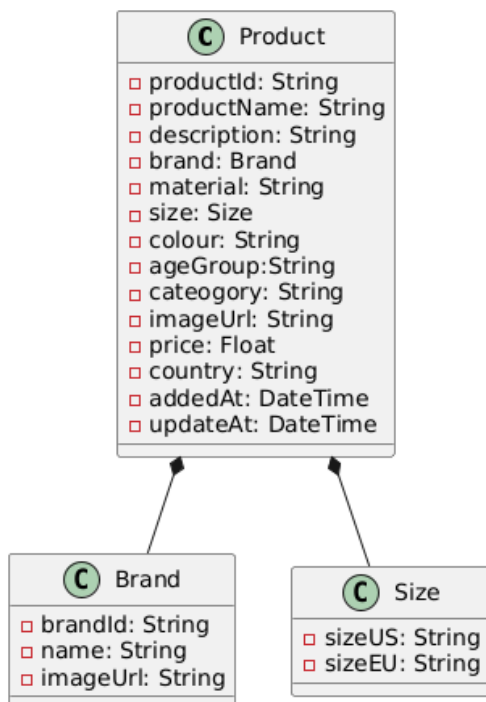 C Product
productId: String
productName: String
description: String
brand: Brand
material: String
size: Size
colour: String
ageGroup:String
cateogory: String
imageUrl: String
price: Float
country: String
addedAt: DateTime
updateAt: DateTime
C Brand
brandId: String
name: String
imageUrl: String
C Size
sizeUS: String
sizeEU: String